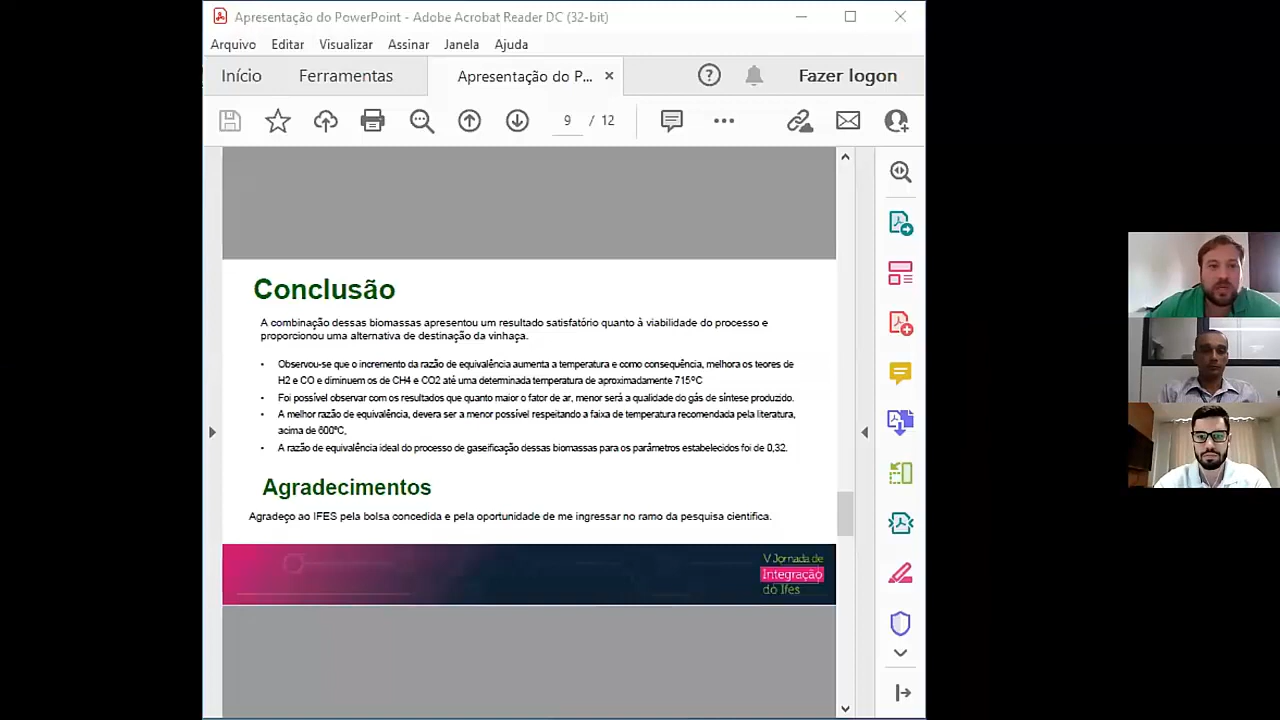 Apresentação do PowerPoint - Adobe Acrobat Reader DC (32-bit)
Arquivo Editar Visualizar Assinar Janela Ajuda
Início Ferramentas Apresentação do P... Fazer logon
9 / 12
Conclusão
A combinação dessas biomassas apresentou um resultado satisfatório quanto à viabilidade do processo e
proporcionou uma alternativa de destinação da vinhaça.
• Observou-se que o incremento da razão de equivalência aumenta a temperatura e como consequência, melhora os teores de
H2 e CO e diminuem os de CH4 e CO2 até uma determinada temperatura de aproximadamente 715ºC
• Foi possível observar com os resultados que quanto maior o fator de ar, menor será a qualidade do gás de síntese produzido.
• A melhor razão de equivalência, devera ser a menor possível respeitando a faixa de temperatura recomendada pela literatura,
acima de 600ºC,
• A razão de equivalência ideal do processo de gaseificação dessas biomassas para os parâmetros estabelecidos foi de 0,32.
Agradecimentos
Agradeço ao IFES pela bolsa concedida e pela oportunidade de me ingressar no ramo da pesquisa cientifica.
V Jornada de
Integração
do Ifes